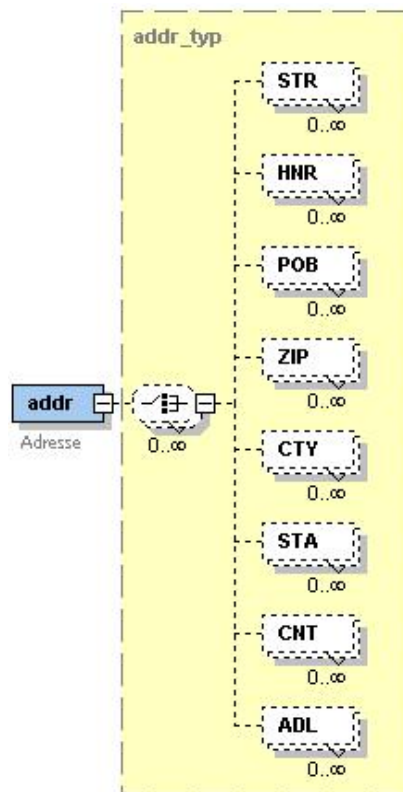 addr_typ
STR
0..∞
HNR
0..∞
POB
0..∞
ZIP
0..∞
addr
Adresse
0..∞
CTY
0..∞
STA
0..∞
CNT
0..∞
ADL
0..∞